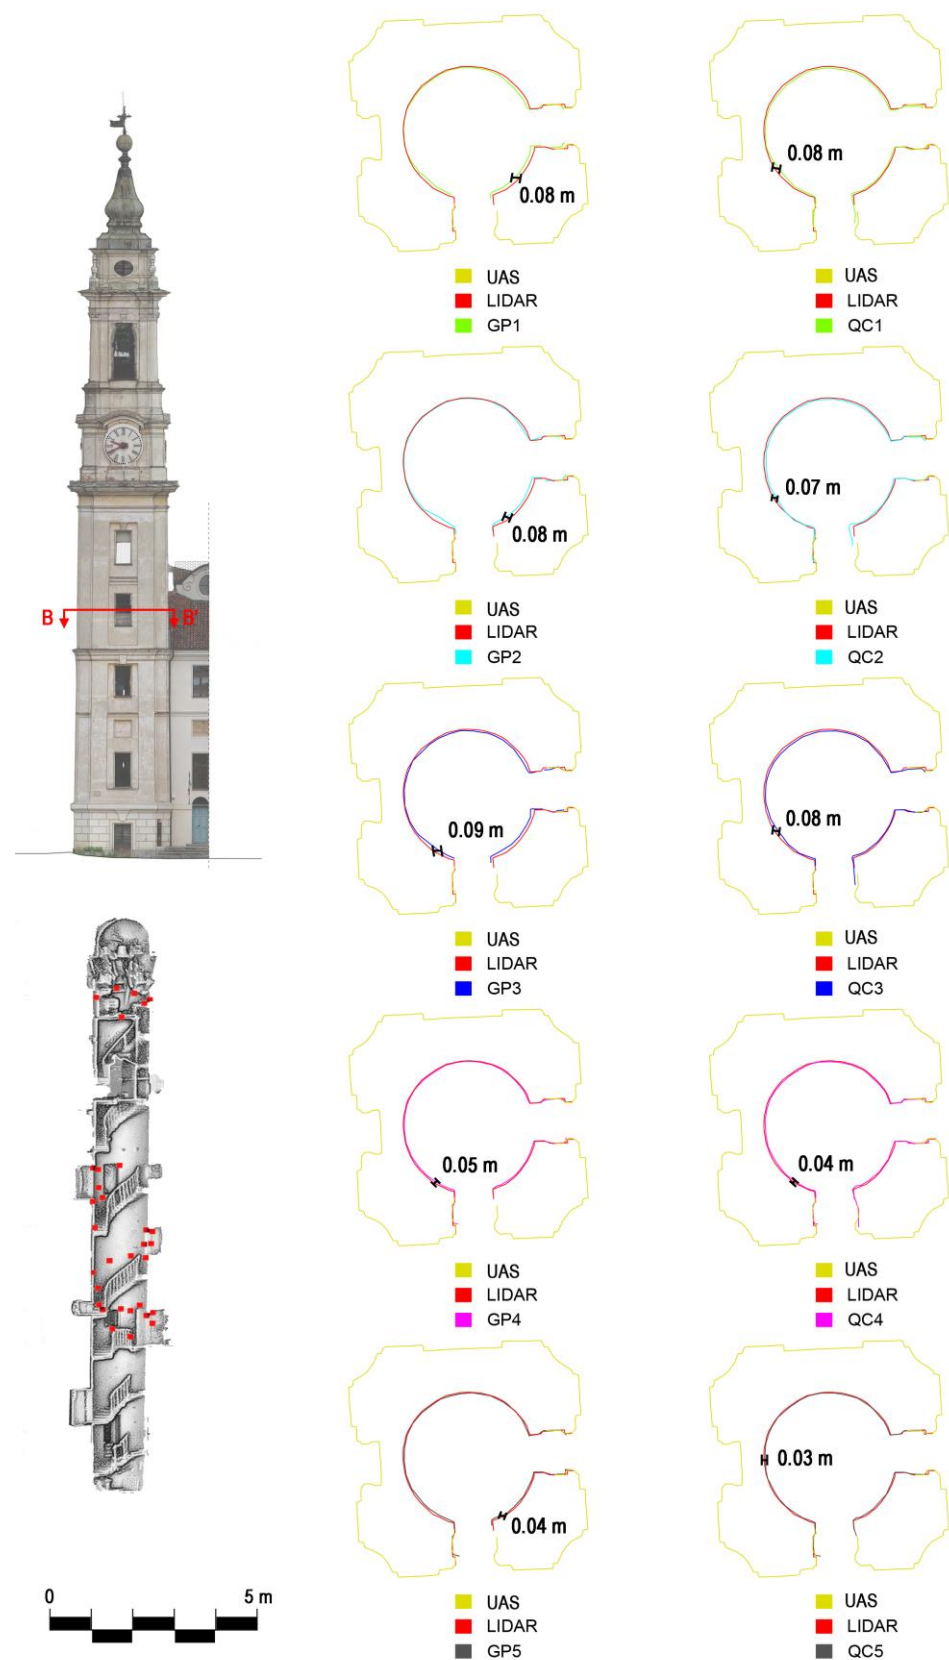 B B'
0 5 m
0.08 m
UAS
LIDAR
GP1
0.08 m
UAS
LIDAR
QC1
0.08 m
UAS
LIDAR
GP2
0.07 m
UAS
LIDAR
QC2
0.09 m
UAS
LIDAR
GP3
0.08 m
UAS
LIDAR
QC3
0.05 m
UAS
LIDAR
GP4
0.04 m
UAS
LIDAR
QC4
0.04 m
UAS
LIDAR
GP5
0.03 m
UAS
LIDAR
QC5